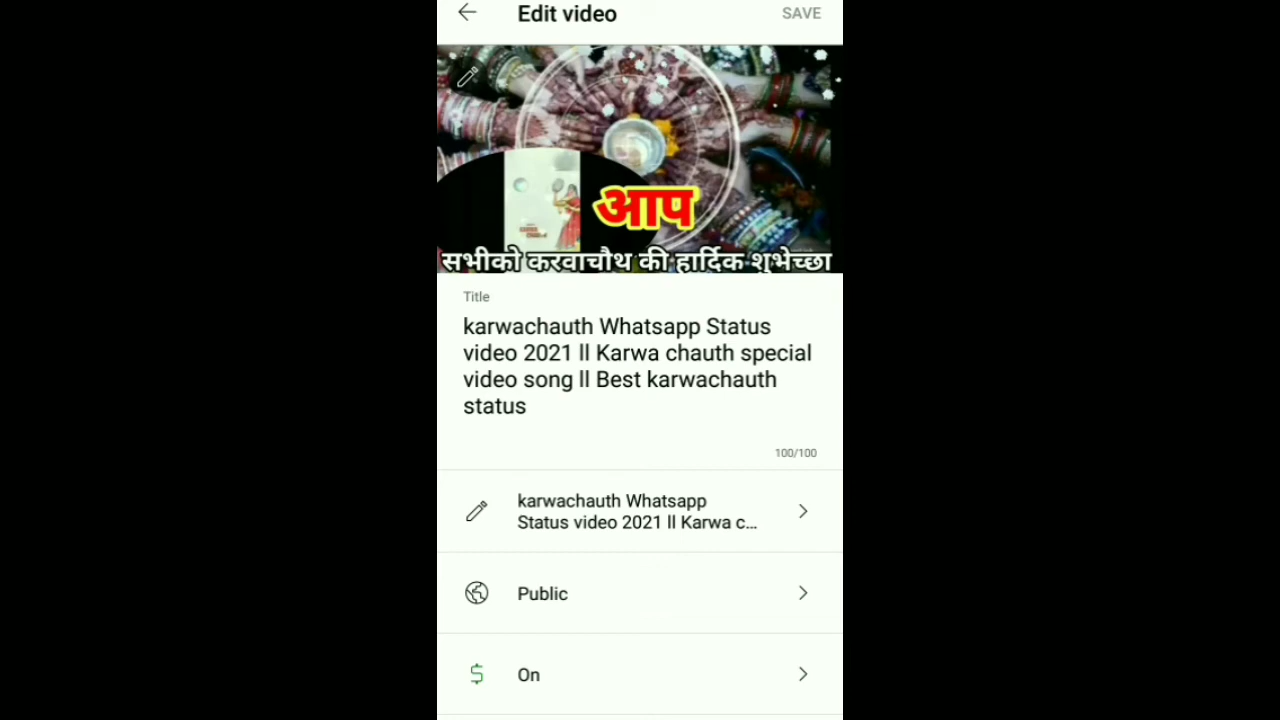 Edit video
SAVE
आप
सभीको करवाचौथ की हार्दिक शुभेच्छा
Title
karwachauth Whatsapp Status
video 2021 ll Karwa chauth special
video song ll Best karwachauth
status
100/100
karwachauth Whatsapp
Status video 2021 ll Karwa c...
Public
$ On